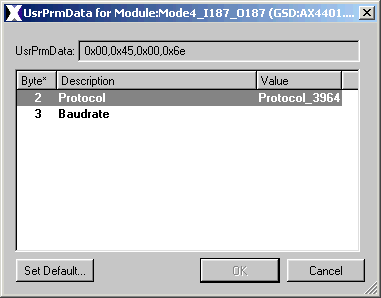 UsrPrmData for Module:Mode4_I187_O187 (GSD:AX4401....
UsrPrmData: 0x00,0x45,0x00,0x6e
Byte* Description Value
2 Protocol Protocol_3964
3 Baudrate
Set Default... OK Cancel